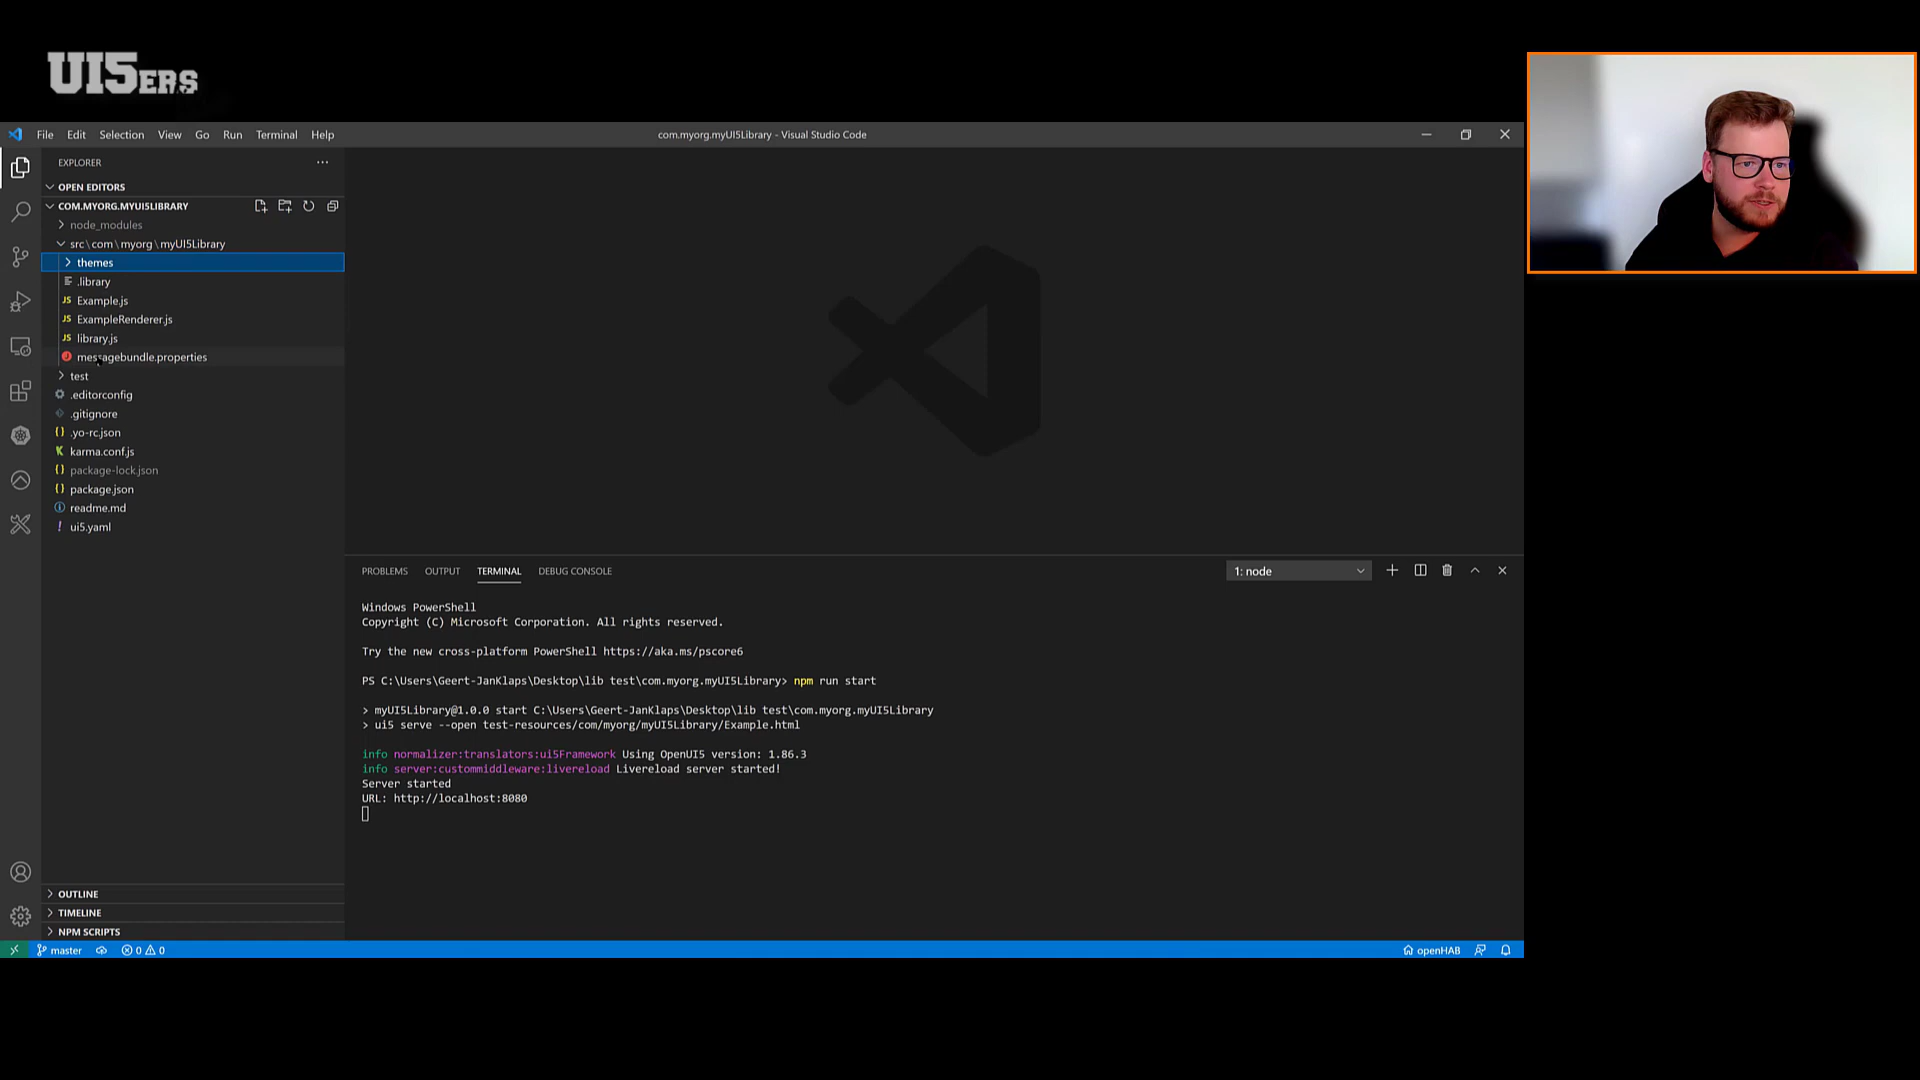 UI5ERS
File Edit Selection View Go Run Terminal Help
com.myorg.myUI5Library - Visual Studio Code
EXPLORER
OPEN EDITORS
COM.MYORG.MYUI5LIBRARY
node_modules
src\com\myorg\myUI5Library
themes
.library
JS Example.js
JS ExampleRenderer.js
JS library.js
messagebundle.properties
test
.editorconfig
.gitignore
{} .yo-rc.json
K karma.conf.js
{} package-lock.json
{} package.json
readme.md
! ui5.yaml
OUTLINE
TIMELINE
NPM SCRIPTS
PROBLEMS OUTPUT TERMINAL DEBUG CONSOLE
1: node
Windows PowerShell
Copyright (C) Microsoft Corporation. All rights reserved.
Try the new cross-platform PowerShell https://aka.ms/pscore6
PS C:\Users\Geert-JanKlaps\Desktop\lib test\com.myorg.myUI5Library> npm run start
> myUI5Library@1.0.0 start C:\Users\Geert-JanKlaps\Desktop\lib test\com.myorg.myUI5Library
> ui5 serve --open test-resources/com/myorg/myUI5Library/Example.html
info normalizer:translators:ui5Framework Using OpenUI5 version: 1.86.3
info server:custommiddleware:livereload Livereload server started!
Server started
URL: http://localhost:8080
master 0 0
openHAB